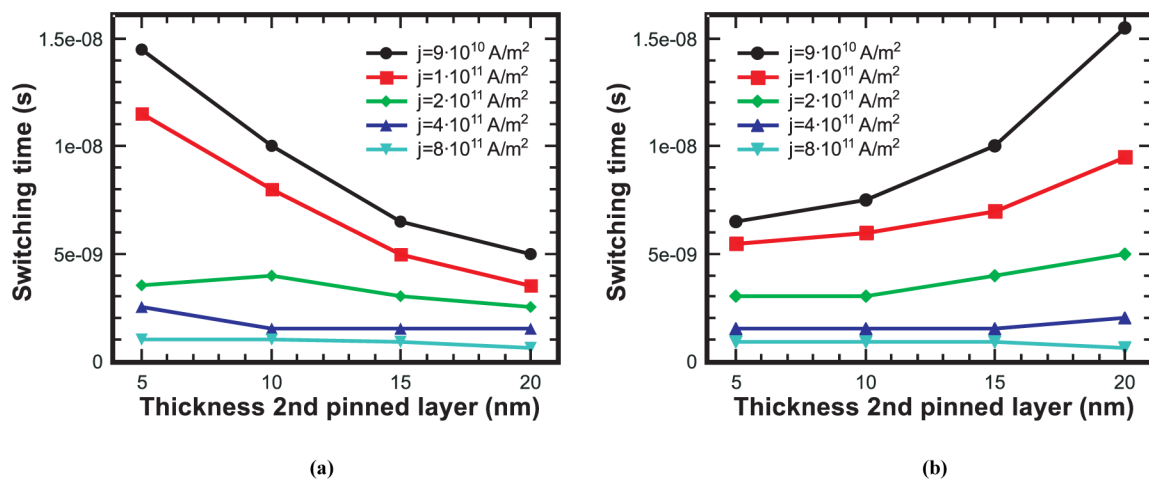 1.5e-08
1e-08
5e-09
0
Switching time (s)
j=9·10¹⁰ A/m²
j=1·10¹¹ A/m²
j=2·10¹¹ A/m²
j=4·10¹¹ A/m²
j=8·10¹¹ A/m²
5 10 15 20
Thickness 2nd pinned layer (nm)
(a)
1.5e-08
1e-08
5e-09
0
Switching time (s)
j=9·10¹⁰ A/m²
j=1·10¹¹ A/m²
j=2·10¹¹ A/m²
j=4·10¹¹ A/m²
j=8·10¹¹ A/m²
5 10 15 20
Thickness 2nd pinned layer (nm)
(b)